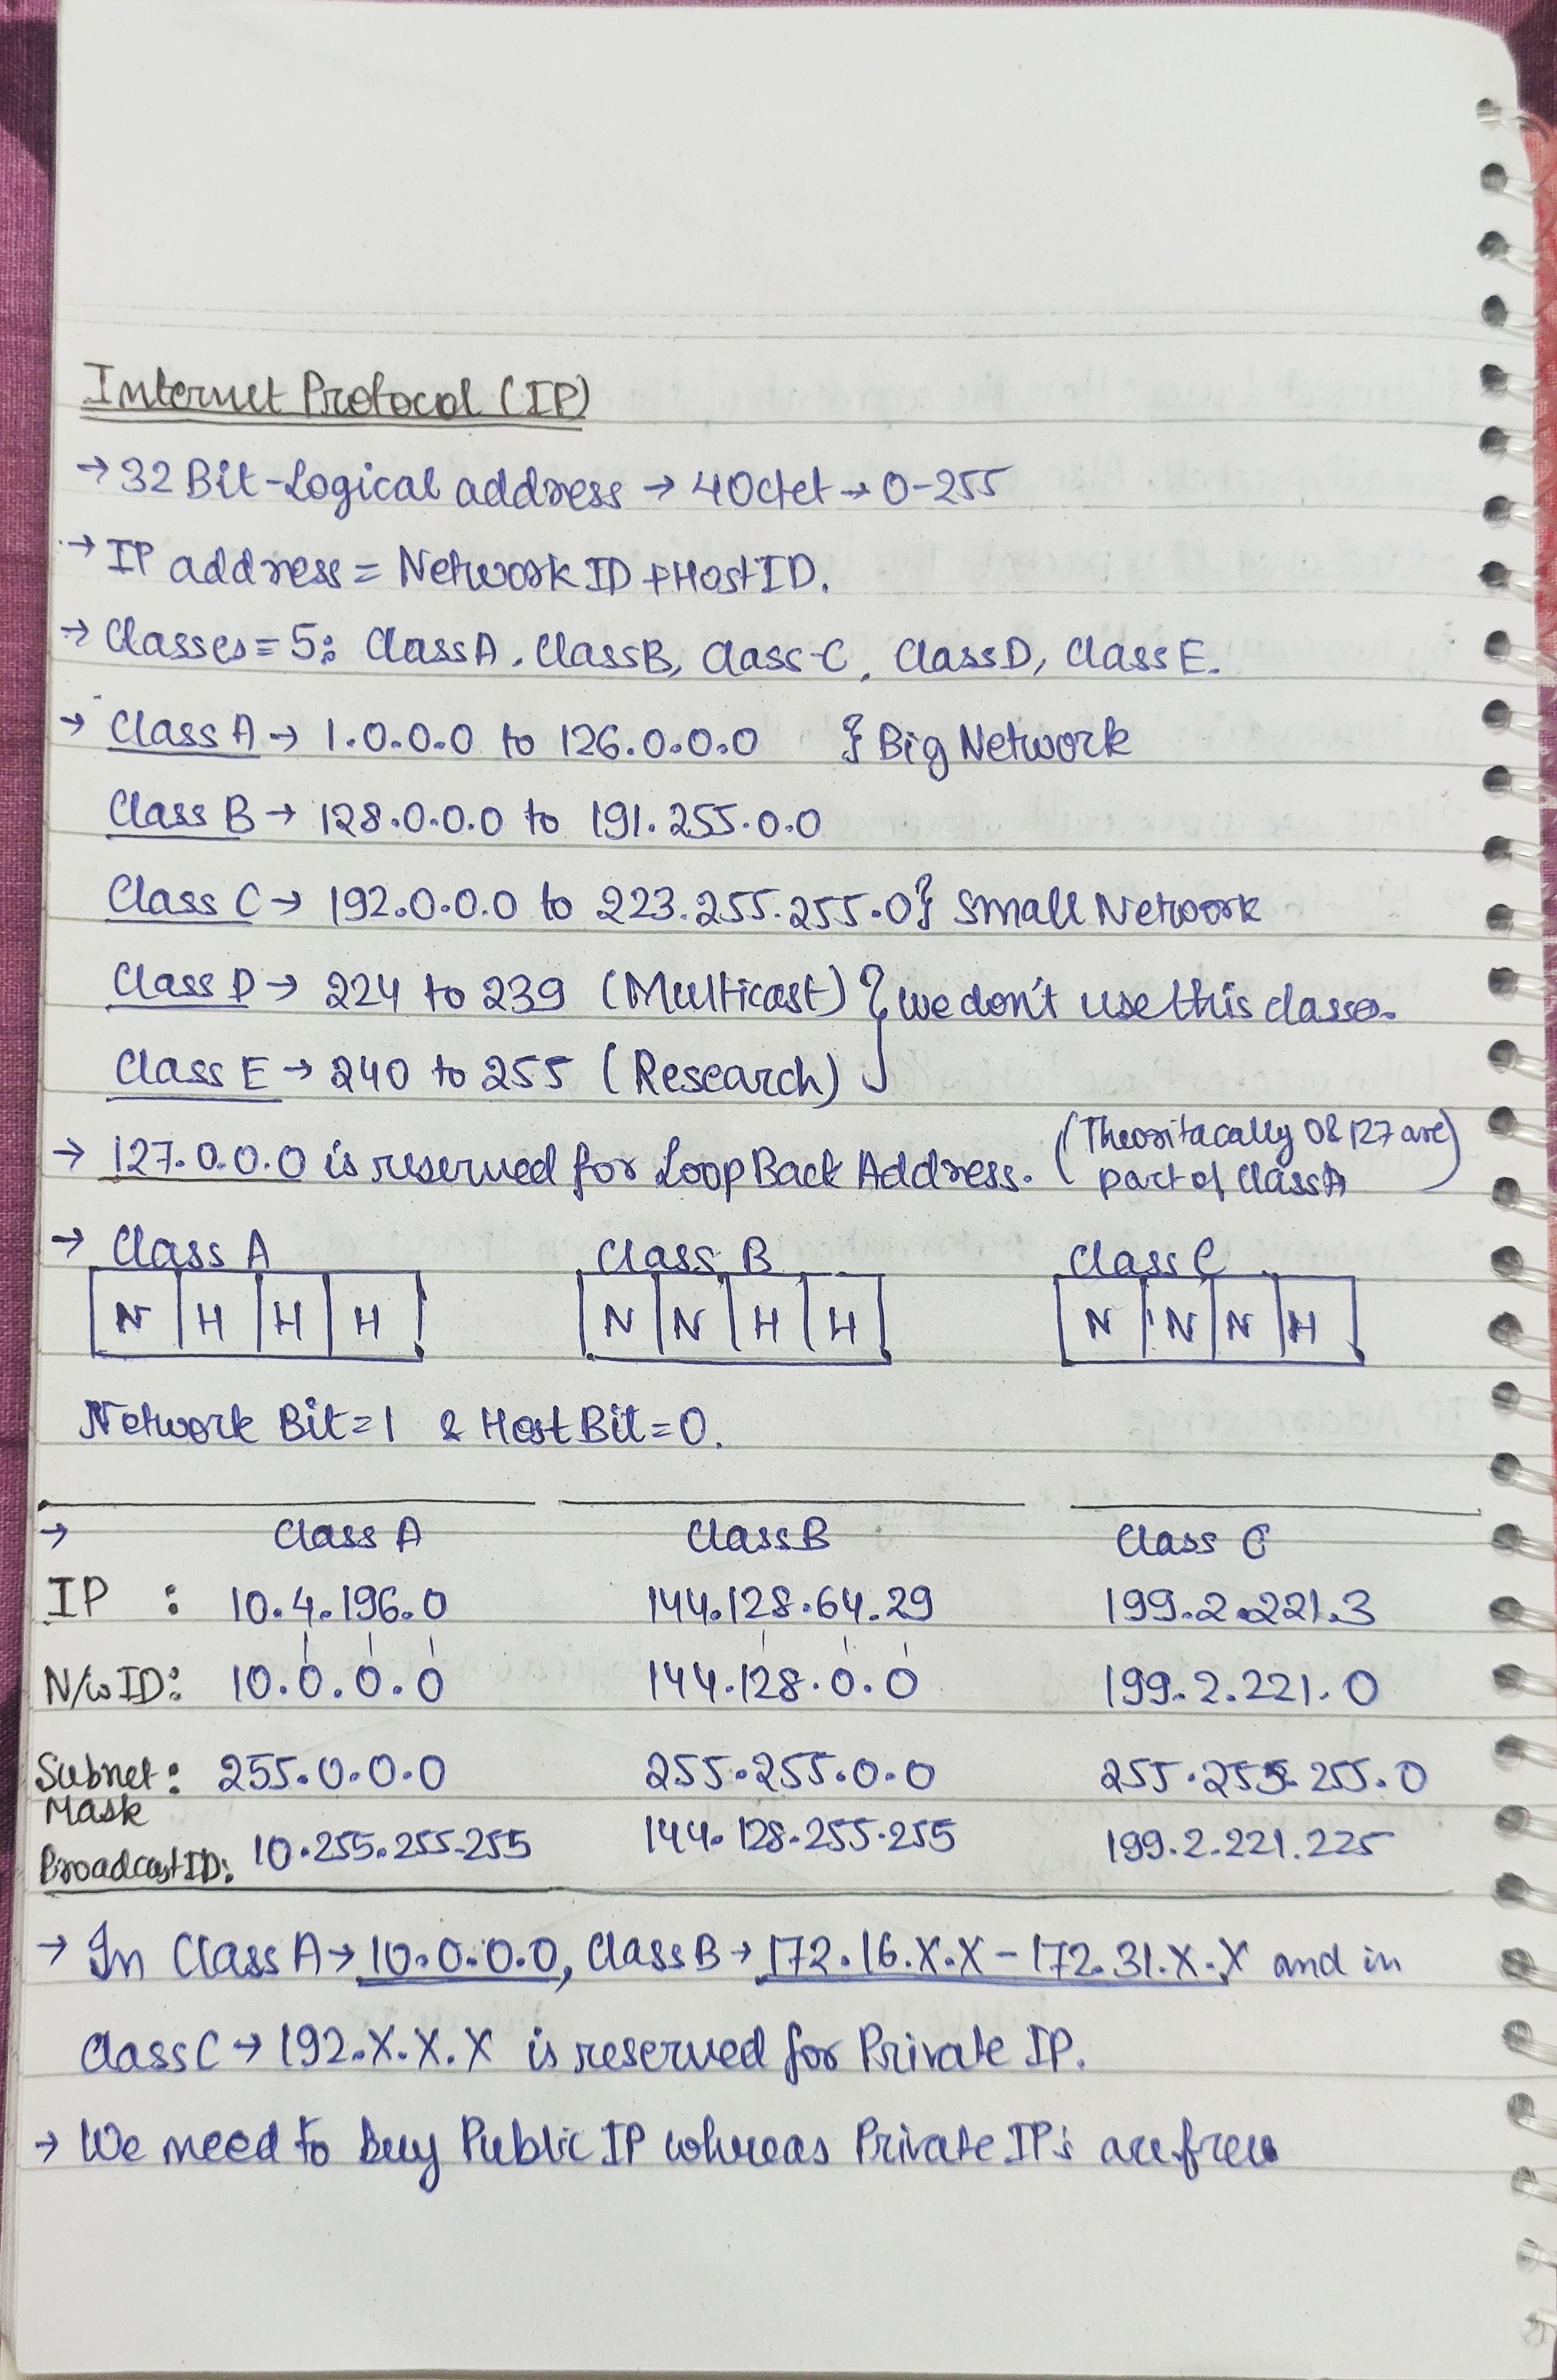 Internet Protocol (IP)
→ 32 Bit-Logical address → 4 Octet → 0-255
→ IP address = Network ID + Host ID.
→ Classes = 5: Class A, Class B, Class C, Class D, Class E.
→ Class A → 1.0.0.0 to 126.0.0.0 } Big Network
Class B → 128.0.0.0 to 191.255.0.0
Class C → 192.0.0.0 to 223.255.255.0 } Small Network
Class D → 224 to 239 (Multicast) } we don't use this classes.
Class E → 240 to 255 (Research)
→ 127.0.0.0 is reserved for Loop Back Address. (Theoritacally 0 & 127 are
part of Class A)
→ Class A Class B Class C
N H H H N N H H N N N H
Network Bit = 1 & Host Bit = 0.
→ Class A Class B Class C
IP : 10.4.196.0 144.128.64.29 199.2.221.3
N/w ID: 10.0.0.0 144.128.0.0 199.2.221.0
Subnet: 255.0.0.0 255.255.0.0 255.255.255.0
Mask
Broadcast ID: 10.255.255.255 144.128.255.255 199.2.221.225
→ In Class A → 10.0.0.0, Class B → 172.16.X.X - 172.31.X.X and in
Class C → 192.X.X.X is reserved for Private IP.
→ We need to buy Public IP whereas Private IPs are free